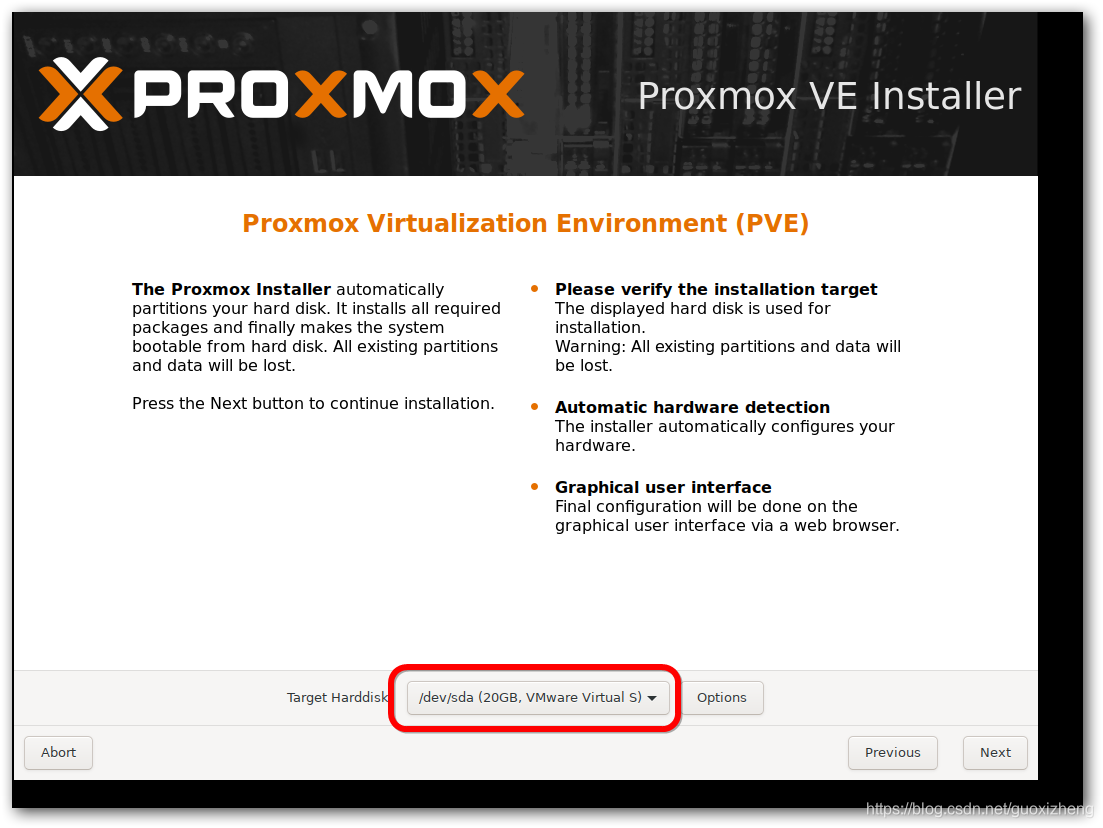 PROXMOX
Proxmox VE Installer
Proxmox Virtualization Environment (PVE)
The Proxmox Installer automatically
partitions your hard disk. It installs all required
packages and finally makes the system
bootable from hard disk. All existing partitions
and data will be lost.
Press the Next button to continue installation.
Please verify the installation target
The displayed hard disk is used for
installation.
Warning: All existing partitions and data will
be lost.
Automatic hardware detection
The installer automatically configures your
hardware.
Graphical user interface
Final configuration will be done on the
graphical user interface via a web browser.
Target Harddisk /dev/sda (20GB, VMware Virtual S) Options
Abort Previous Next
https://blog.csdn.net/guoxizheng